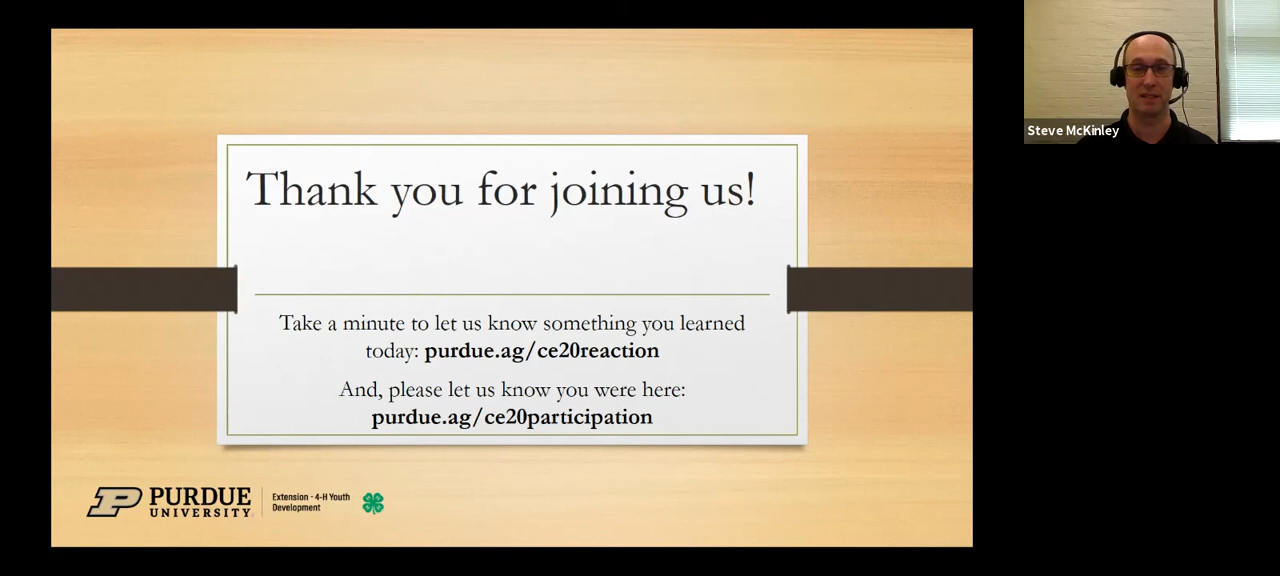 Thank you for joining us!
Take a minute to let us know something you learned
today: purdue.ag/ce20reaction
And, please let us know you were here:
purdue.ag/ce20participation
PURDUE
UNIVERSITY
Extension - 4-H Youth
Development
Steve McKinley